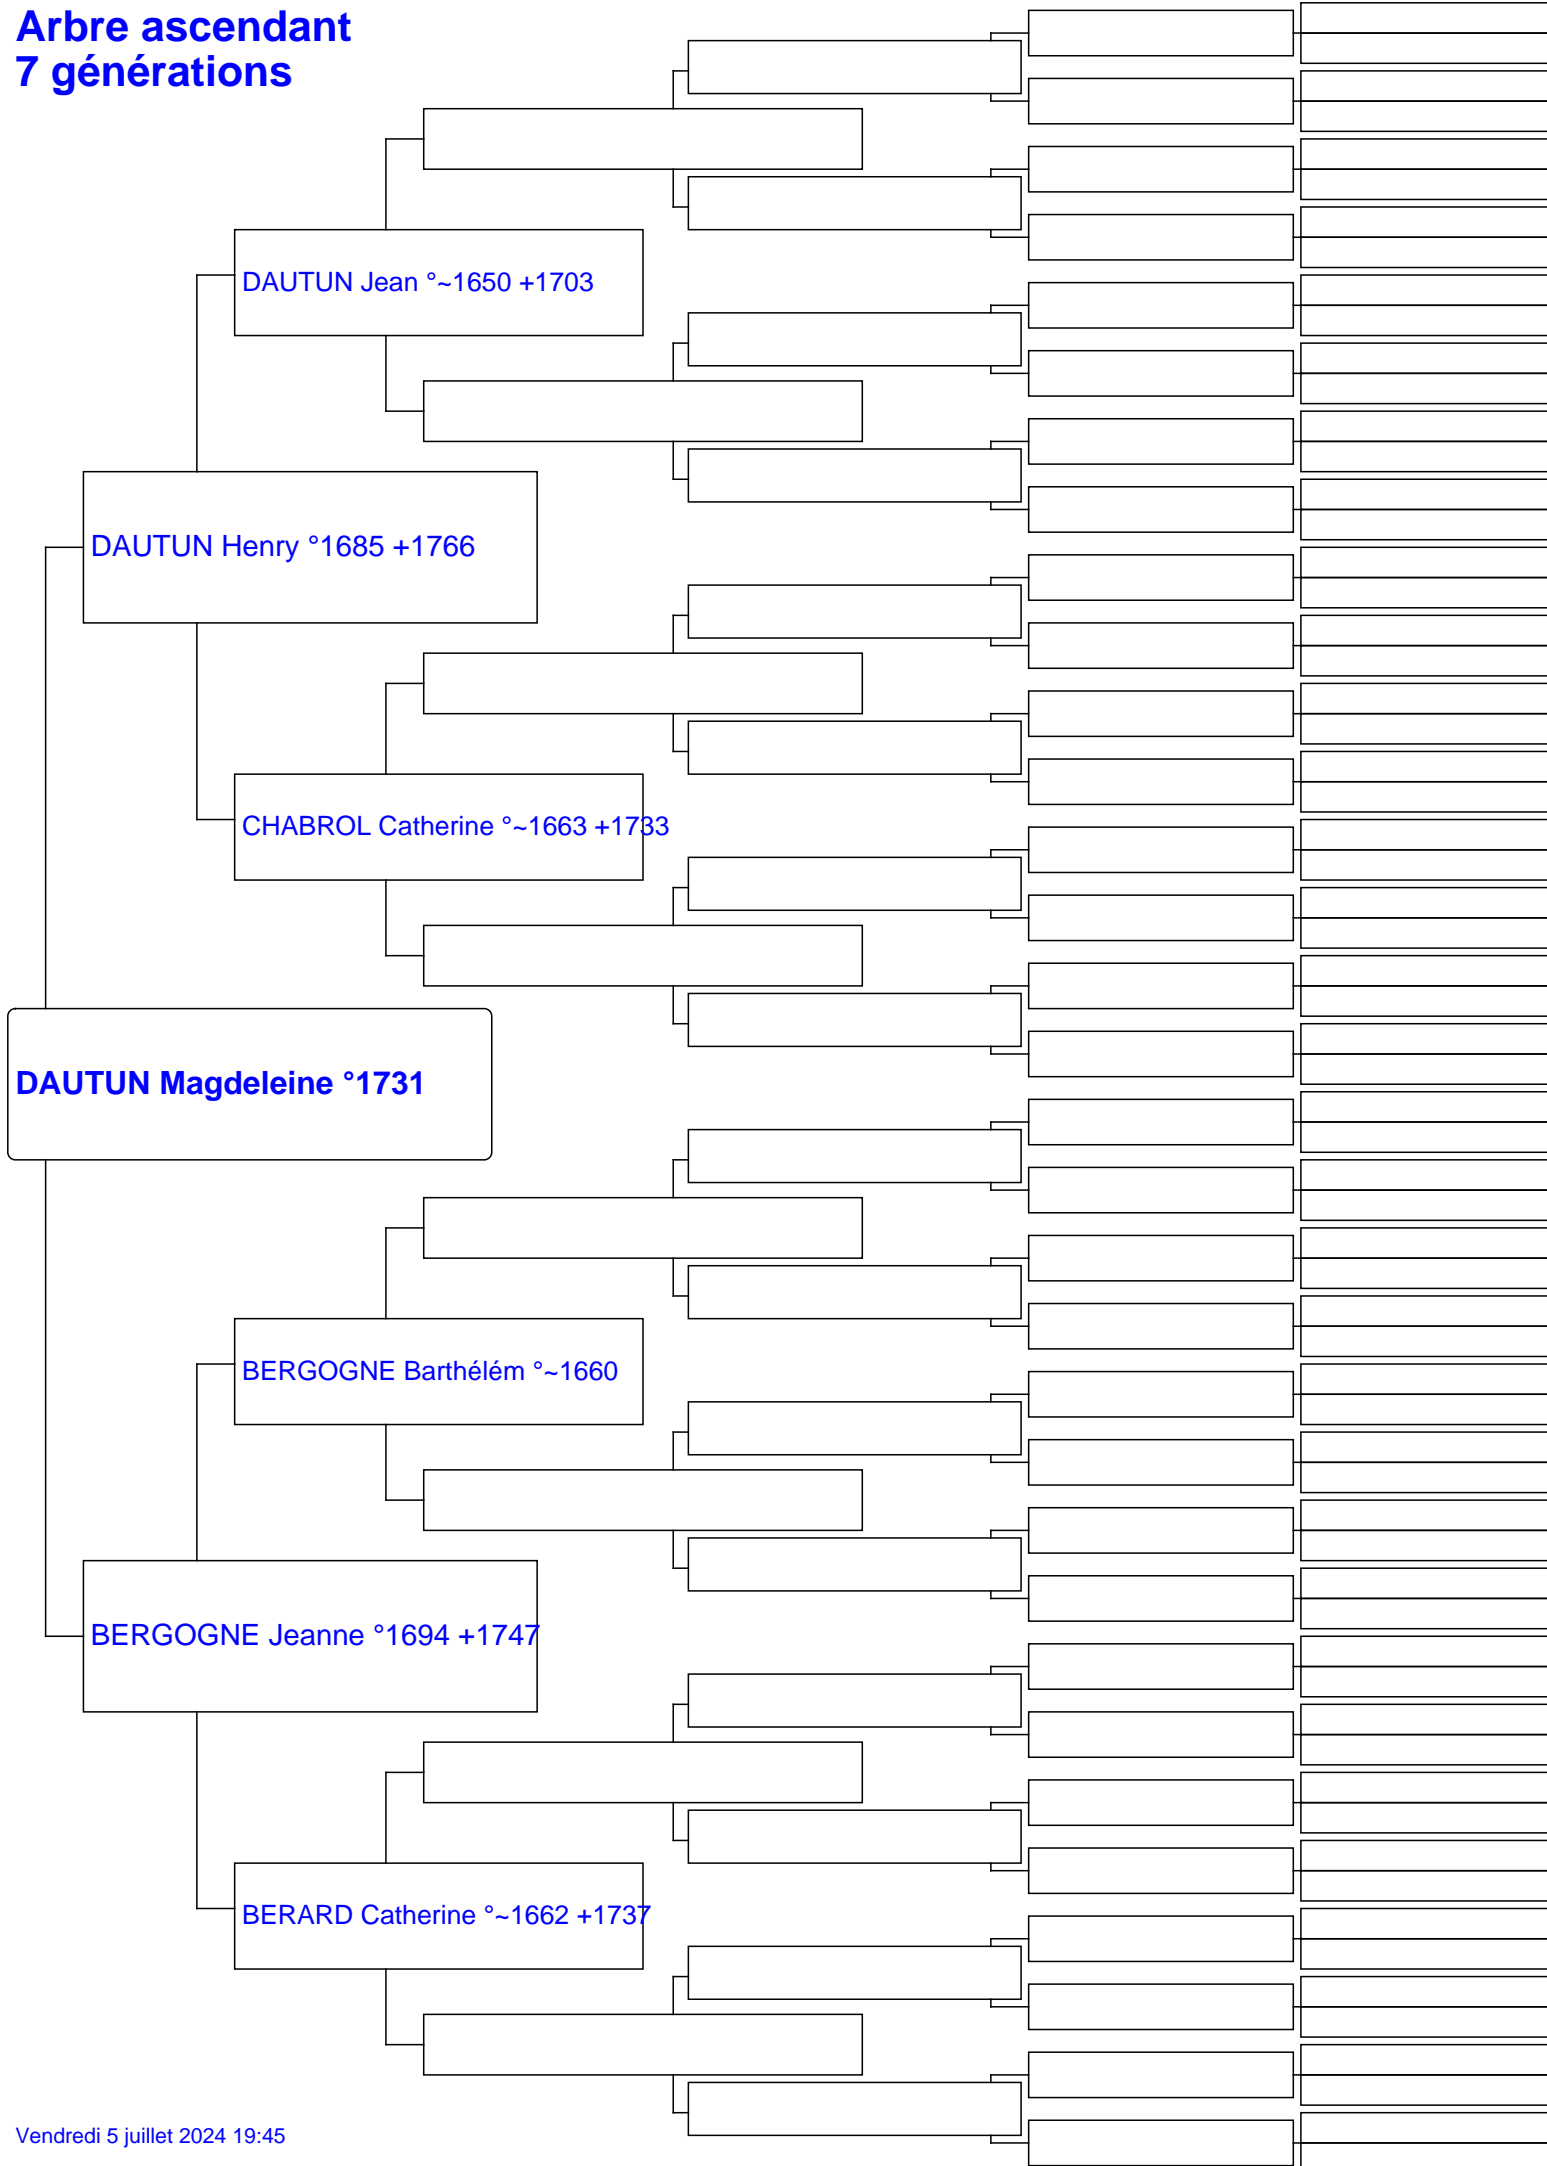 Arbre ascendant
7 générations
DAUTUN Jean °~1650 +1703
DAUTUN Henry °1685 +1766
CHABROL Catherine °~1663 +1733
DAUTUN Magdeleine °1731
BERGOGNE Barthélém °~1660
BERGOGNE Jeanne °1694 +1747
BERARD Catherine °~1662 +1737
Vendredi 5 juillet 2024 19:45